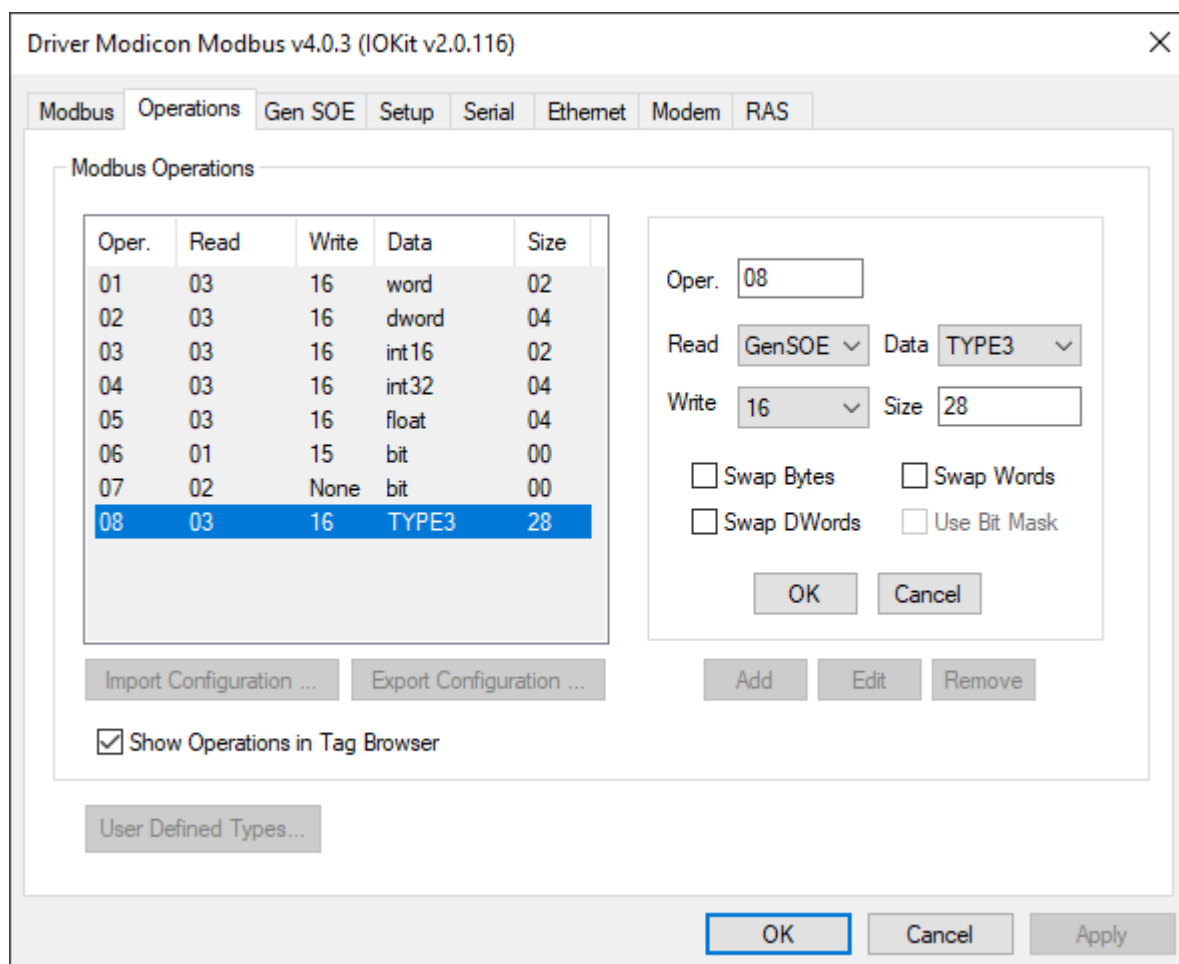 Driver Modicon Modbus v4.0.3 (IOKit v2.0.116)
Modbus Operations Gen SOE Setup Serial Ethernet Modem RAS
Modbus Operations
Oper. Read Write Data Size
01 03 16 word 02
02 03 16 dword 04
03 03 16 int16 02
04 03 16 int32 04
05 03 16 float 04
06 01 15 bit 00
07 02 None bit 00
08 03 16 TYPE3 28
Oper. 08
Read GenSOE Data TYPE3
Write 16 Size 28
Swap Bytes Swap Words
Swap DWords Use Bit Mask
OK Cancel
Import Configuration ... Export Configuration ... Add Edit Remove
Show Operations in Tag Browser
User Defined Types...
OK Cancel Apply